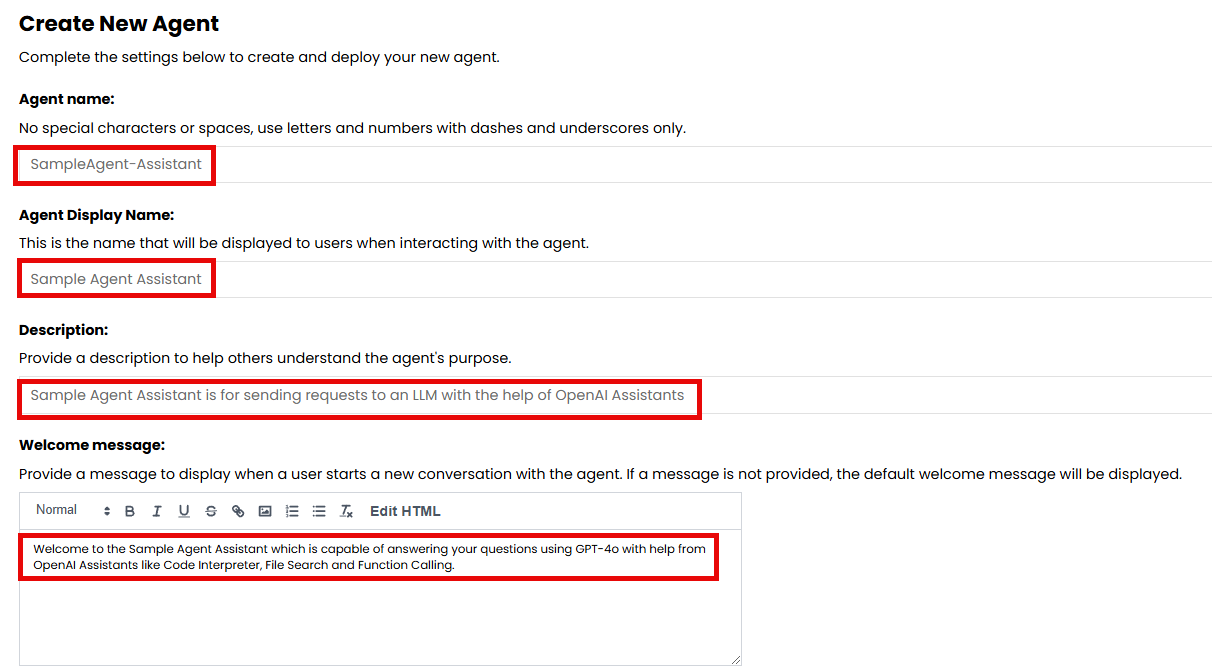 Create New Agent
Complete the settings below to create and deploy your new agent.
Agent name:
No special characters or spaces, use letters and numbers with dashes and underscores only.
SampleAgent-Assistant
Agent Display Name:
This is the name that will be displayed to users when interacting with the agent.
Sample Agent Assistant
Description:
Provide a description to help others understand the agent's purpose.
Sample Agent Assistant is for sending requests to an LLM with the help of OpenAI Assistants
Welcome message:
Provide a message to display when a user starts a new conversation with the agent. If a message is not provided, the default welcome message will be displayed.
Normal B I U S Edit HTML
Welcome to the Sample Agent Assistant which is capable of answering your questions using GPT-4o with help from
OpenAI Assistants like Code Interpreter, File Search and Function Calling.